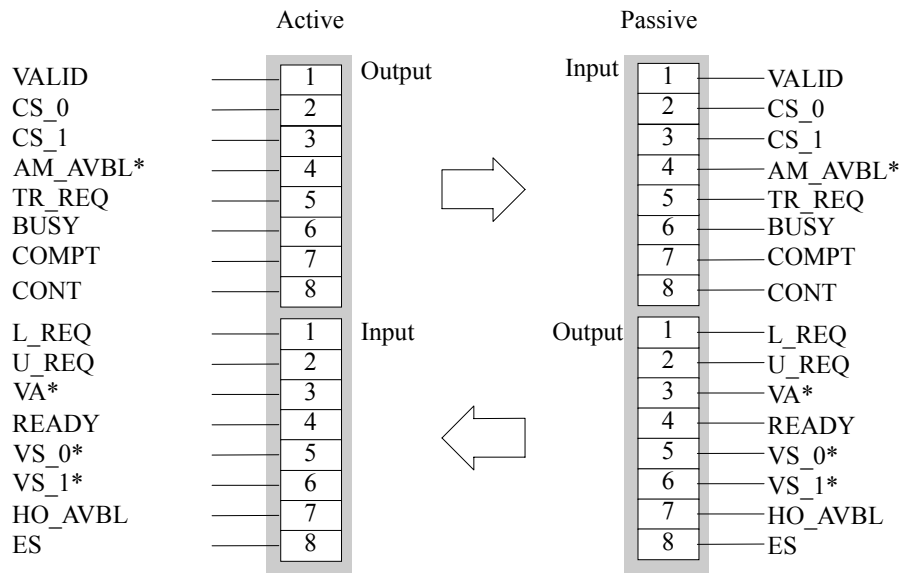 Active Passive
Output Input
VALID 1 1 VALID
CS_0 2 2 CS_0
CS_1 3 3 CS_1
AM_AVBL* 4 4 AM_AVBL*
TR_REQ 5 5 TR_REQ
BUSY 6 6 BUSY
COMPT 7 7 COMPT
CONT 8 8 CONT
L_REQ 1 Input Output 1 L_REQ
U_REQ 2 2 U_REQ
VA* 3 3 VA*
READY 4 4 READY
VS_0* 5 5 VS_0*
VS_1* 6 6 VS_1*
HO_AVBL 7 7 HO_AVBL
ES 8 8 ES